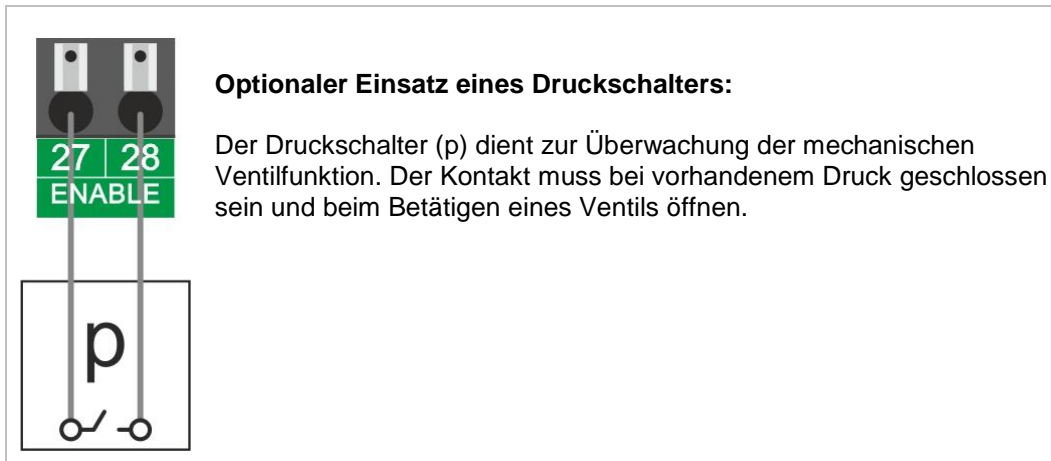 Optionaler Einsatz eines Druckschalters:
Der Druckschalter (p) dient zur Überwachung der mechanischen
Ventilfunktion. Der Kontakt muss bei vorhandenem Druck geschlossen
sein und beim Betätigen eines Ventils öffnen.
27 28
ENABLE
p